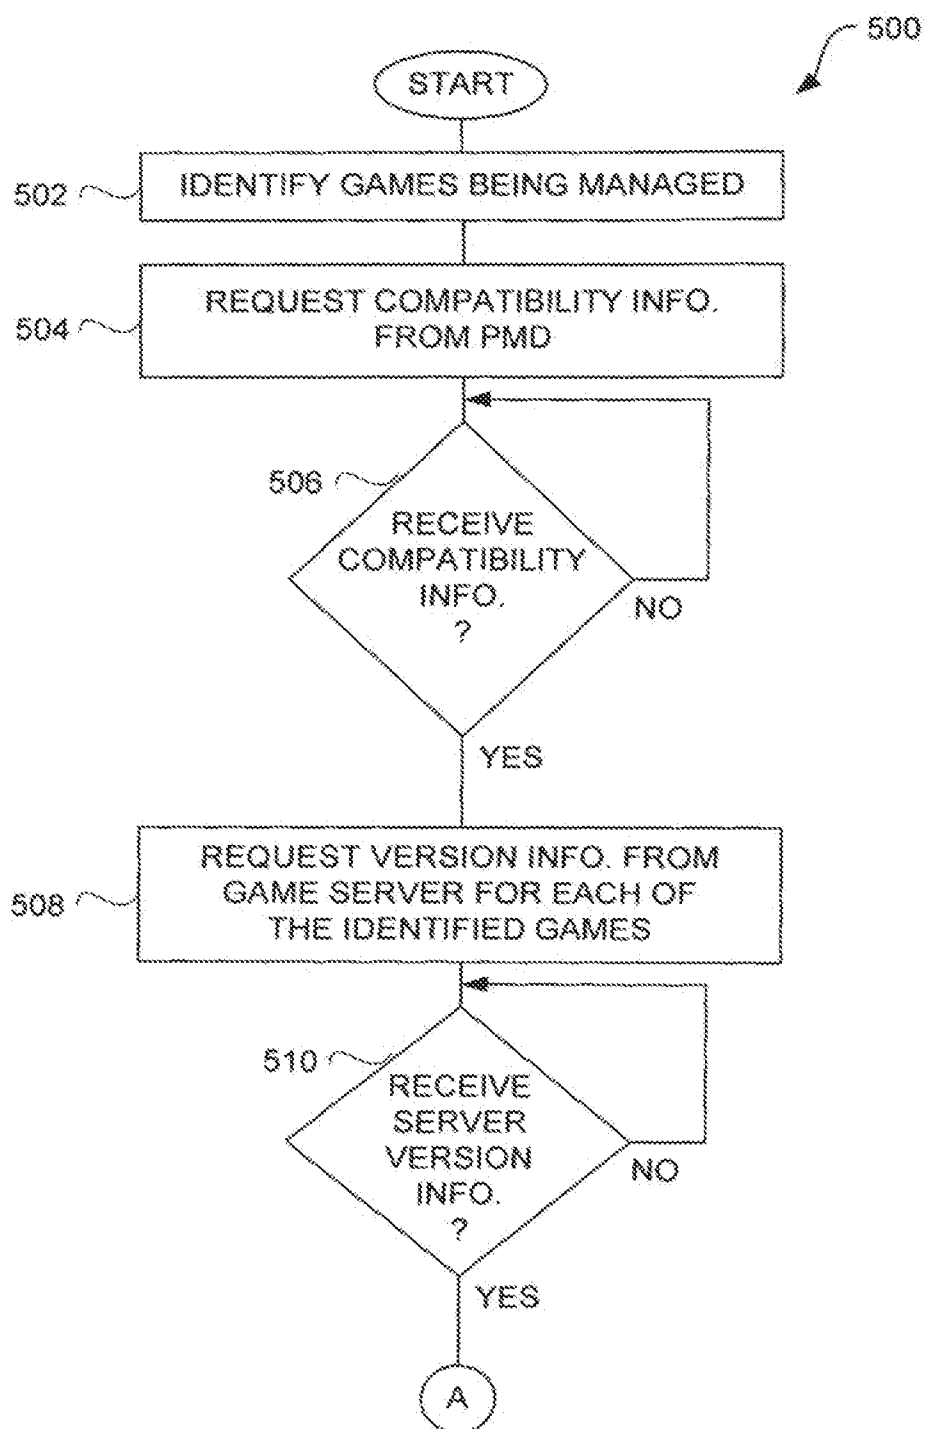 500
START
502
IDENTIFY GAMES BEING MANAGED
504
REQUEST COMPATIBILITY INFO.
FROM PMD
506
RECEIVE
COMPATIBILITY
INFO.
?
NO
YES
508
REQUEST VERSION INFO. FROM
GAME SERVER FOR EACH OF
THE IDENTIFIED GAMES
510
RECEIVE
SERVER
VERSION
INFO.
?
NO
YES
A